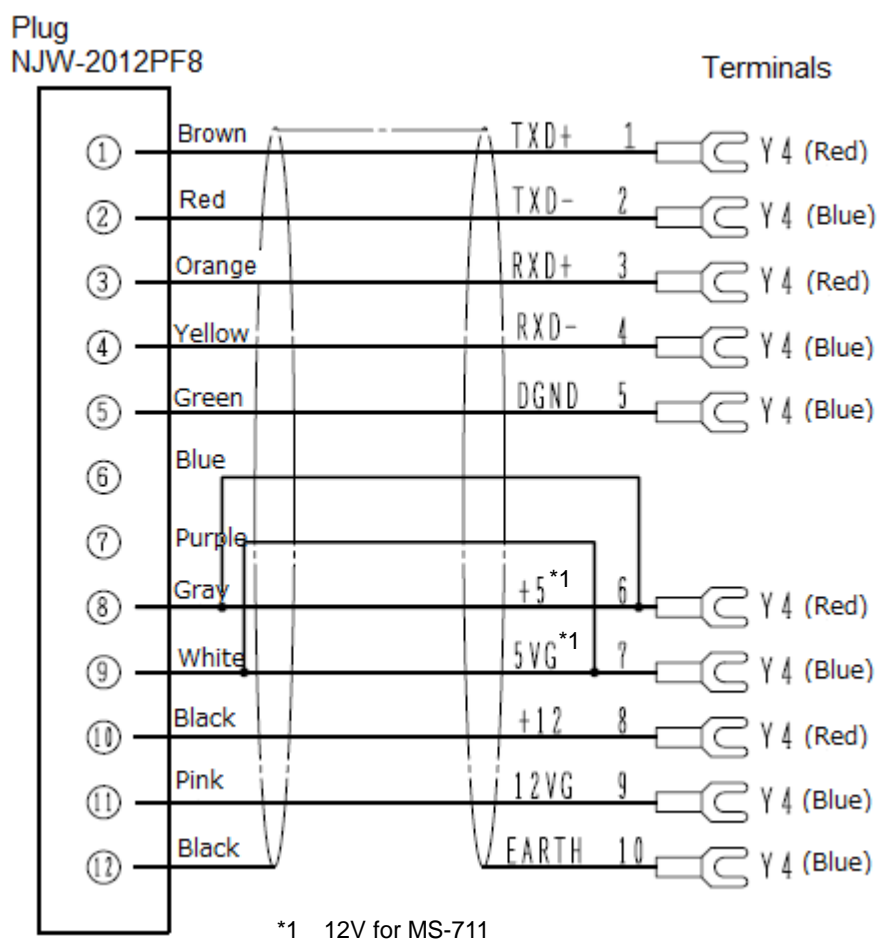 Plug
NJW-2012PF8
Terminals
① Brown TXD+ 1 Y4 (Red)
② Red TXD- 2 Y4 (Blue)
③ Orange RXD+ 3 Y4 (Red)
④ Yellow RXD- 4 Y4 (Blue)
⑤ Green DGND 5 Y4 (Blue)
⑥ Blue
⑦ Purple
⑧ Gray +5*1 6 Y4 (Red)
⑨ White 5VG*1 7 Y4 (Blue)
⑩ Black +12 8 Y4 (Red)
⑪ Pink 12VG 9 Y4 (Blue)
⑫ Black EARTH 10 Y4 (Blue)
*1 12V for MS-711